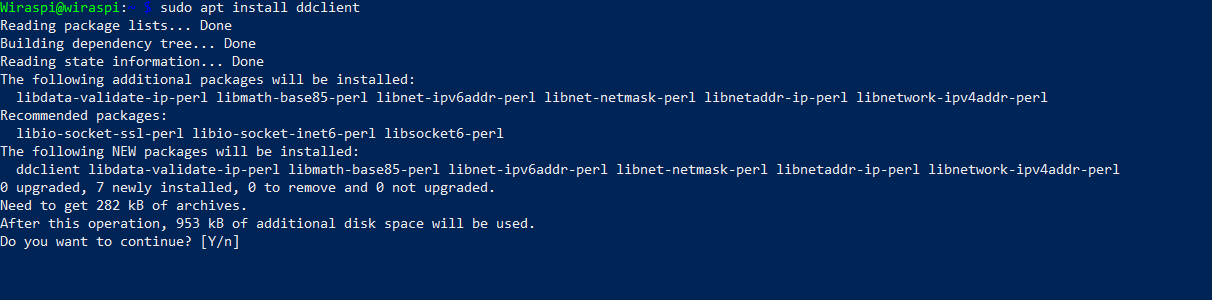 Wiraspi@wiraspi:~ $ sudo apt install ddclient
Reading package lists... Done
Building dependency tree... Done
Reading state information... Done
The following additional packages will be installed:
  libdata-validate-ip-perl libmath-base85-perl libnet-ipv6addr-perl libnet-netmask-perl libnetaddr-ip-perl libnetwork-ipv4addr-perl
Recommended packages:
  libio-socket-ssl-perl libio-socket-inet6-perl libsocket6-perl
The following NEW packages will be installed:
  ddclient libdata-validate-ip-perl libmath-base85-perl libnet-ipv6addr-perl libnet-netmask-perl libnetaddr-ip-perl libnetwork-ipv4addr-perl
0 upgraded, 7 newly installed, 0 to remove and 0 not upgraded.
Need to get 282 kB of archives.
After this operation, 953 kB of additional disk space will be used.
Do you want to continue? [Y/n]